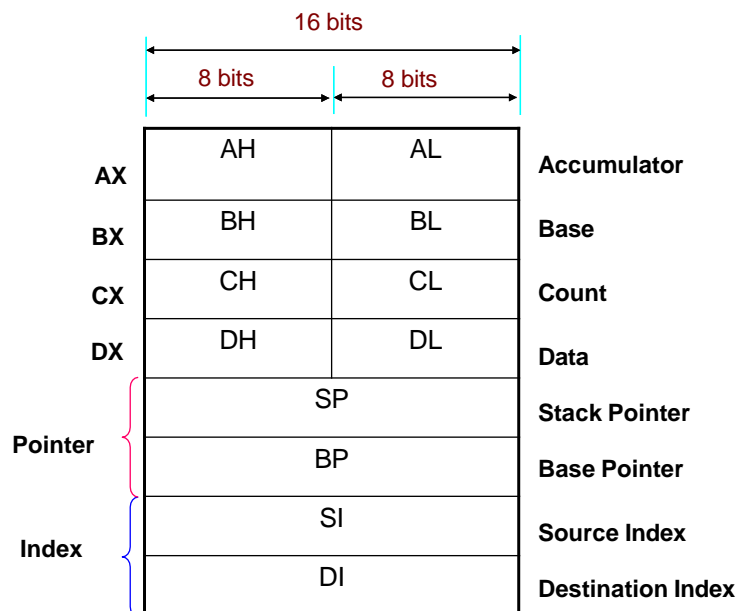 16 bits
8 bits 8 bits
AH AL
AX Accumulator
BH BL
BX Base
CH CL
CX Count
DH DL
DX Data
SP
Stack Pointer
Pointer
BP
Base Pointer
SI
Source Index
Index
DI
Destination Index